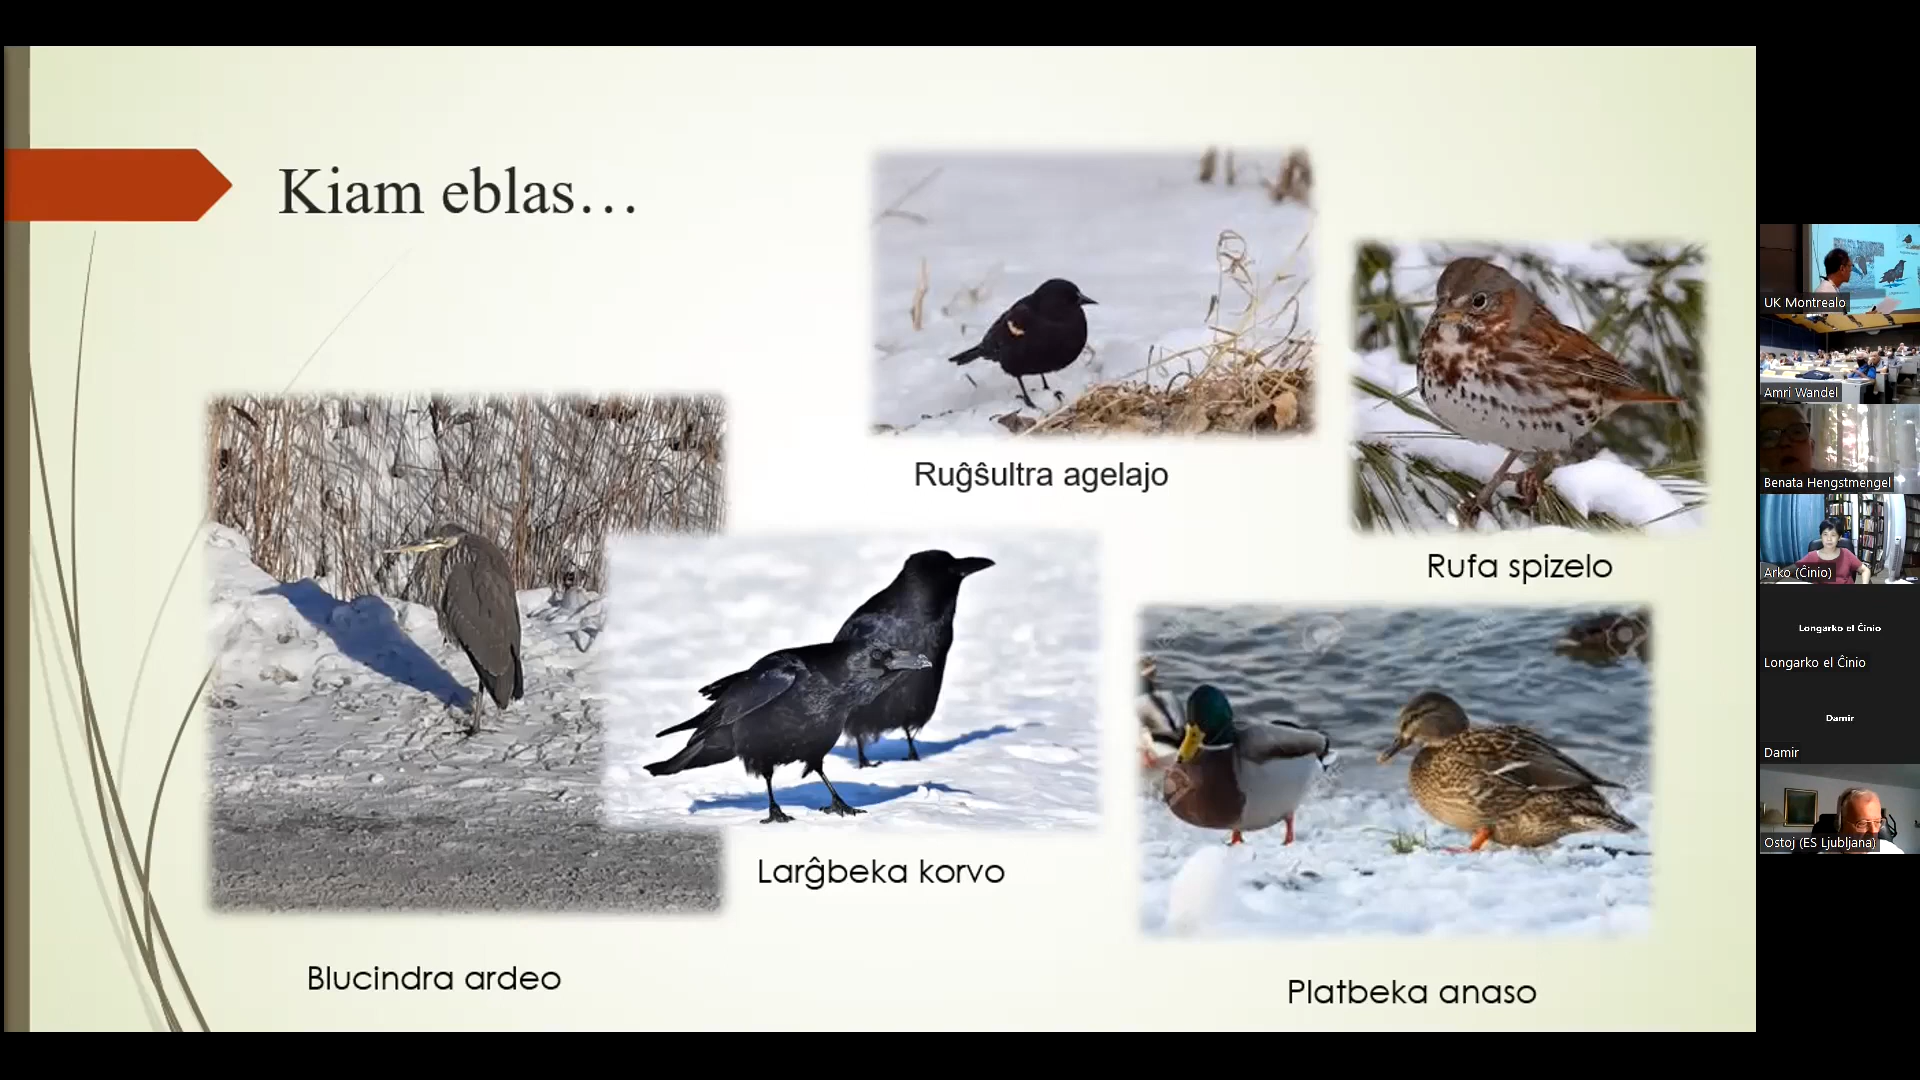 Kiam eblas…
Ruĝŝultra agelajo
Rufa spizelo
Larĝbeka korvo
Blucindra ardeo
Platbeka anaso
UK Montrealo
Amri Wandel
Benata Hengstmengel
Arko (Ĉinio)
Longarko el Ĉinio
Longarko el Ĉinio
Damir
Damir
Ostoj (ES Ljubljana)